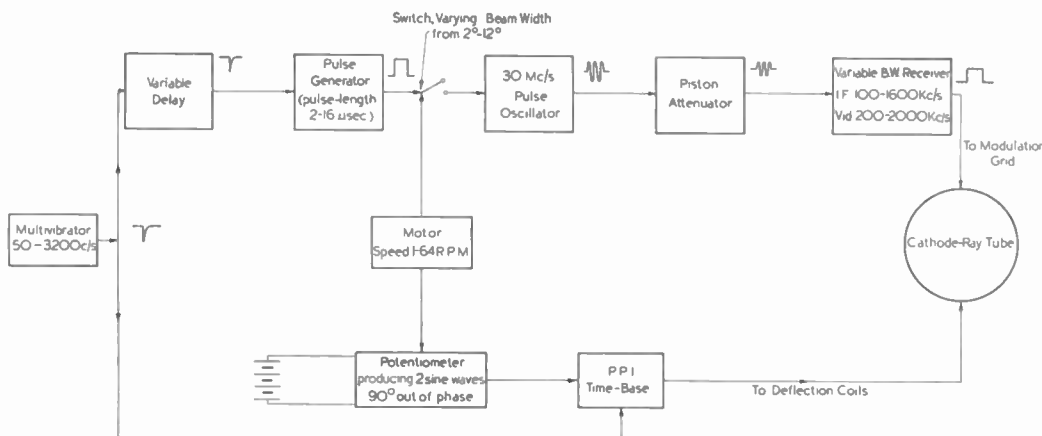 Switch, Varying Beam Width
from 2°-12°
Variable
Delay
Pulse
Generator
(pulse-length
2-16 µsec)
30 Mc/s
Pulse
Oscillator
Piston
Attenuator
Variable B.W. Receiver
I F 100-1600Kc/s
Vid 200-2000Kc/s
To Modulation
Grid
Multivibrator
50-3200c/s
Motor
Speed 1-64 R P M
Cathode-Ray Tube
Potentiometer
producing 2 sine waves
90° out of phase
P P I
Time-Base
To Deflection Coils